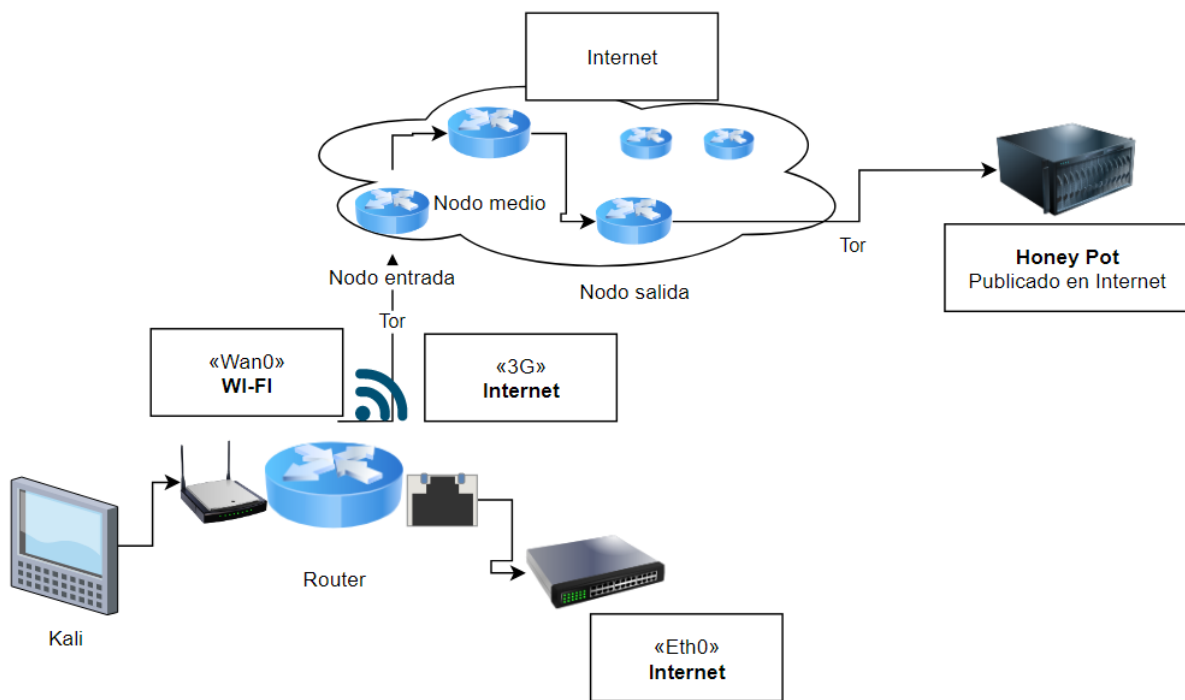 Internet
Nodo medio
Tor
Honey Pot
Publicado en Internet
Nodo entrada
Nodo salida
Tor
«Wan0»
WI-FI
«3G»
Internet
Router
Kali
«Eth0»
Internet